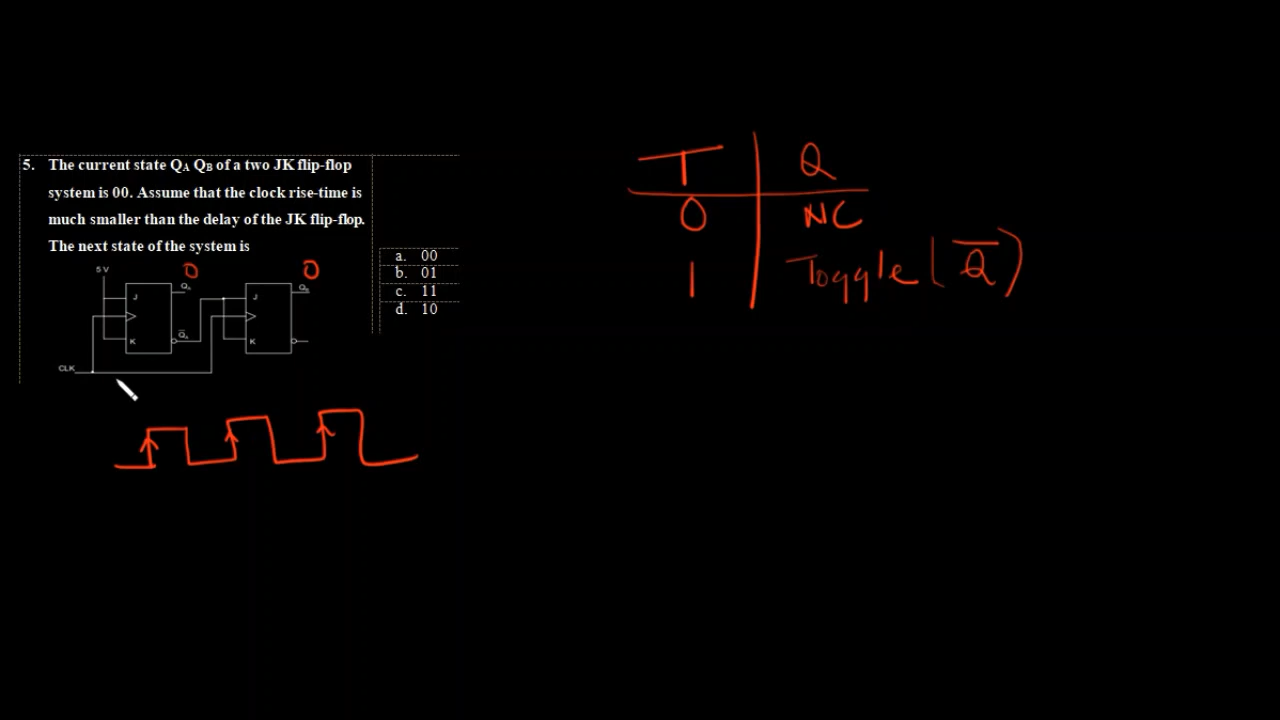 5. The current state QA QB of a two JK flip-flop
system is 00. Assume that the clock rise-time is
much smaller than the delay of the JK flip-flop.
The next state of the system is
a. 00
b. 01
c. 11
d. 10
5 V
0
0
J
QA
K
Q̅A
J
QB
K
CLK
T Q
0 NC
1 Toggle ( Q̅ )